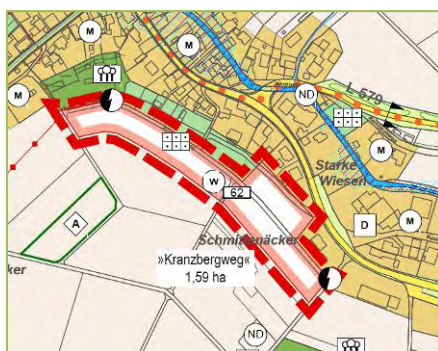 M
M
ND
L 579
M
M
Starke
Wiesen
M
W
62
A
D
M
Schmittenäcker
»Kranzbergweg«
1,59 ha
ker
ND